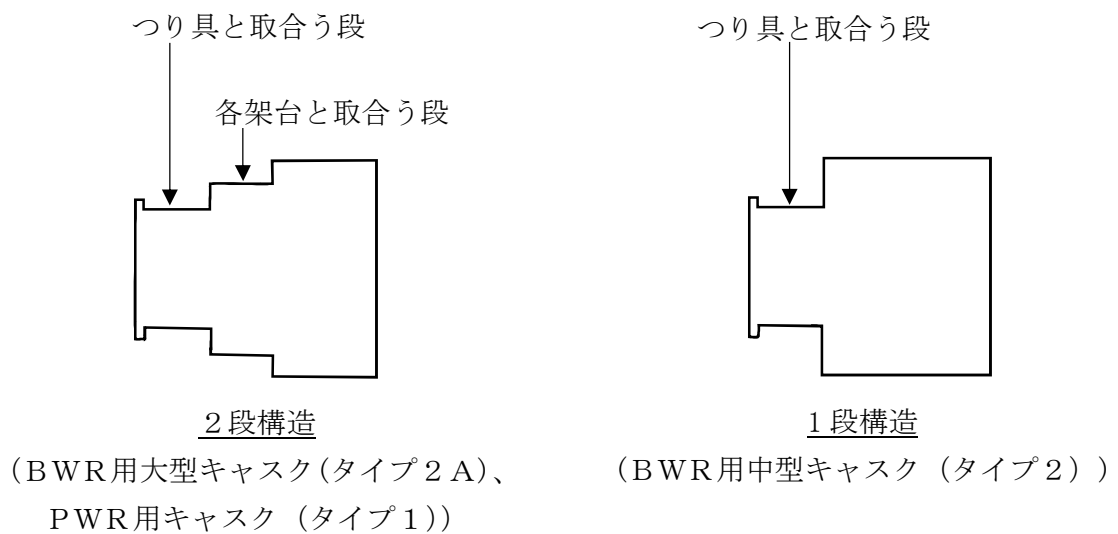 つり具と取合う段
各架台と取合う段
２段構造
（ＢＷＲ用大型キャスク(タイプ２Ａ)、
ＰＷＲ用キャスク（タイプ１））
つり具と取合う段
１段構造
（ＢＷＲ用中型キャスク（タイプ２））